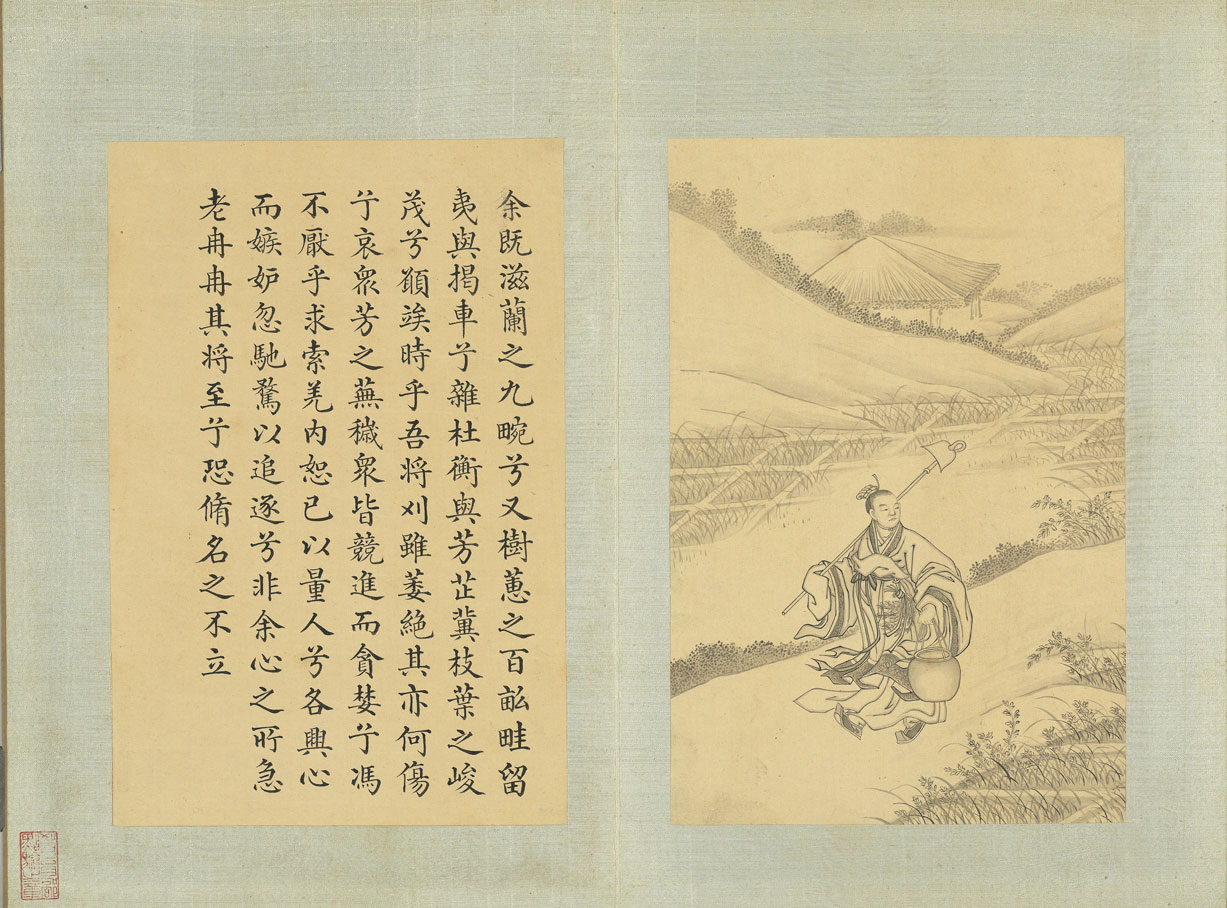 余既滋蘭之九畹兮又樹蕙之百畝畦留
夷與揭車兮雜杜衡與芳芷冀枝葉之峻
茂兮願竢時乎吾將刈雖萎絕其亦何傷
兮哀衆芳之蕪穢衆皆競進而貪婪兮馮
不厭乎求索羌內恕已以量人兮各興心
而嫉妒忽馳騖以追逐兮非余心之所急
老冉冉其将至兮恐脩名之不立